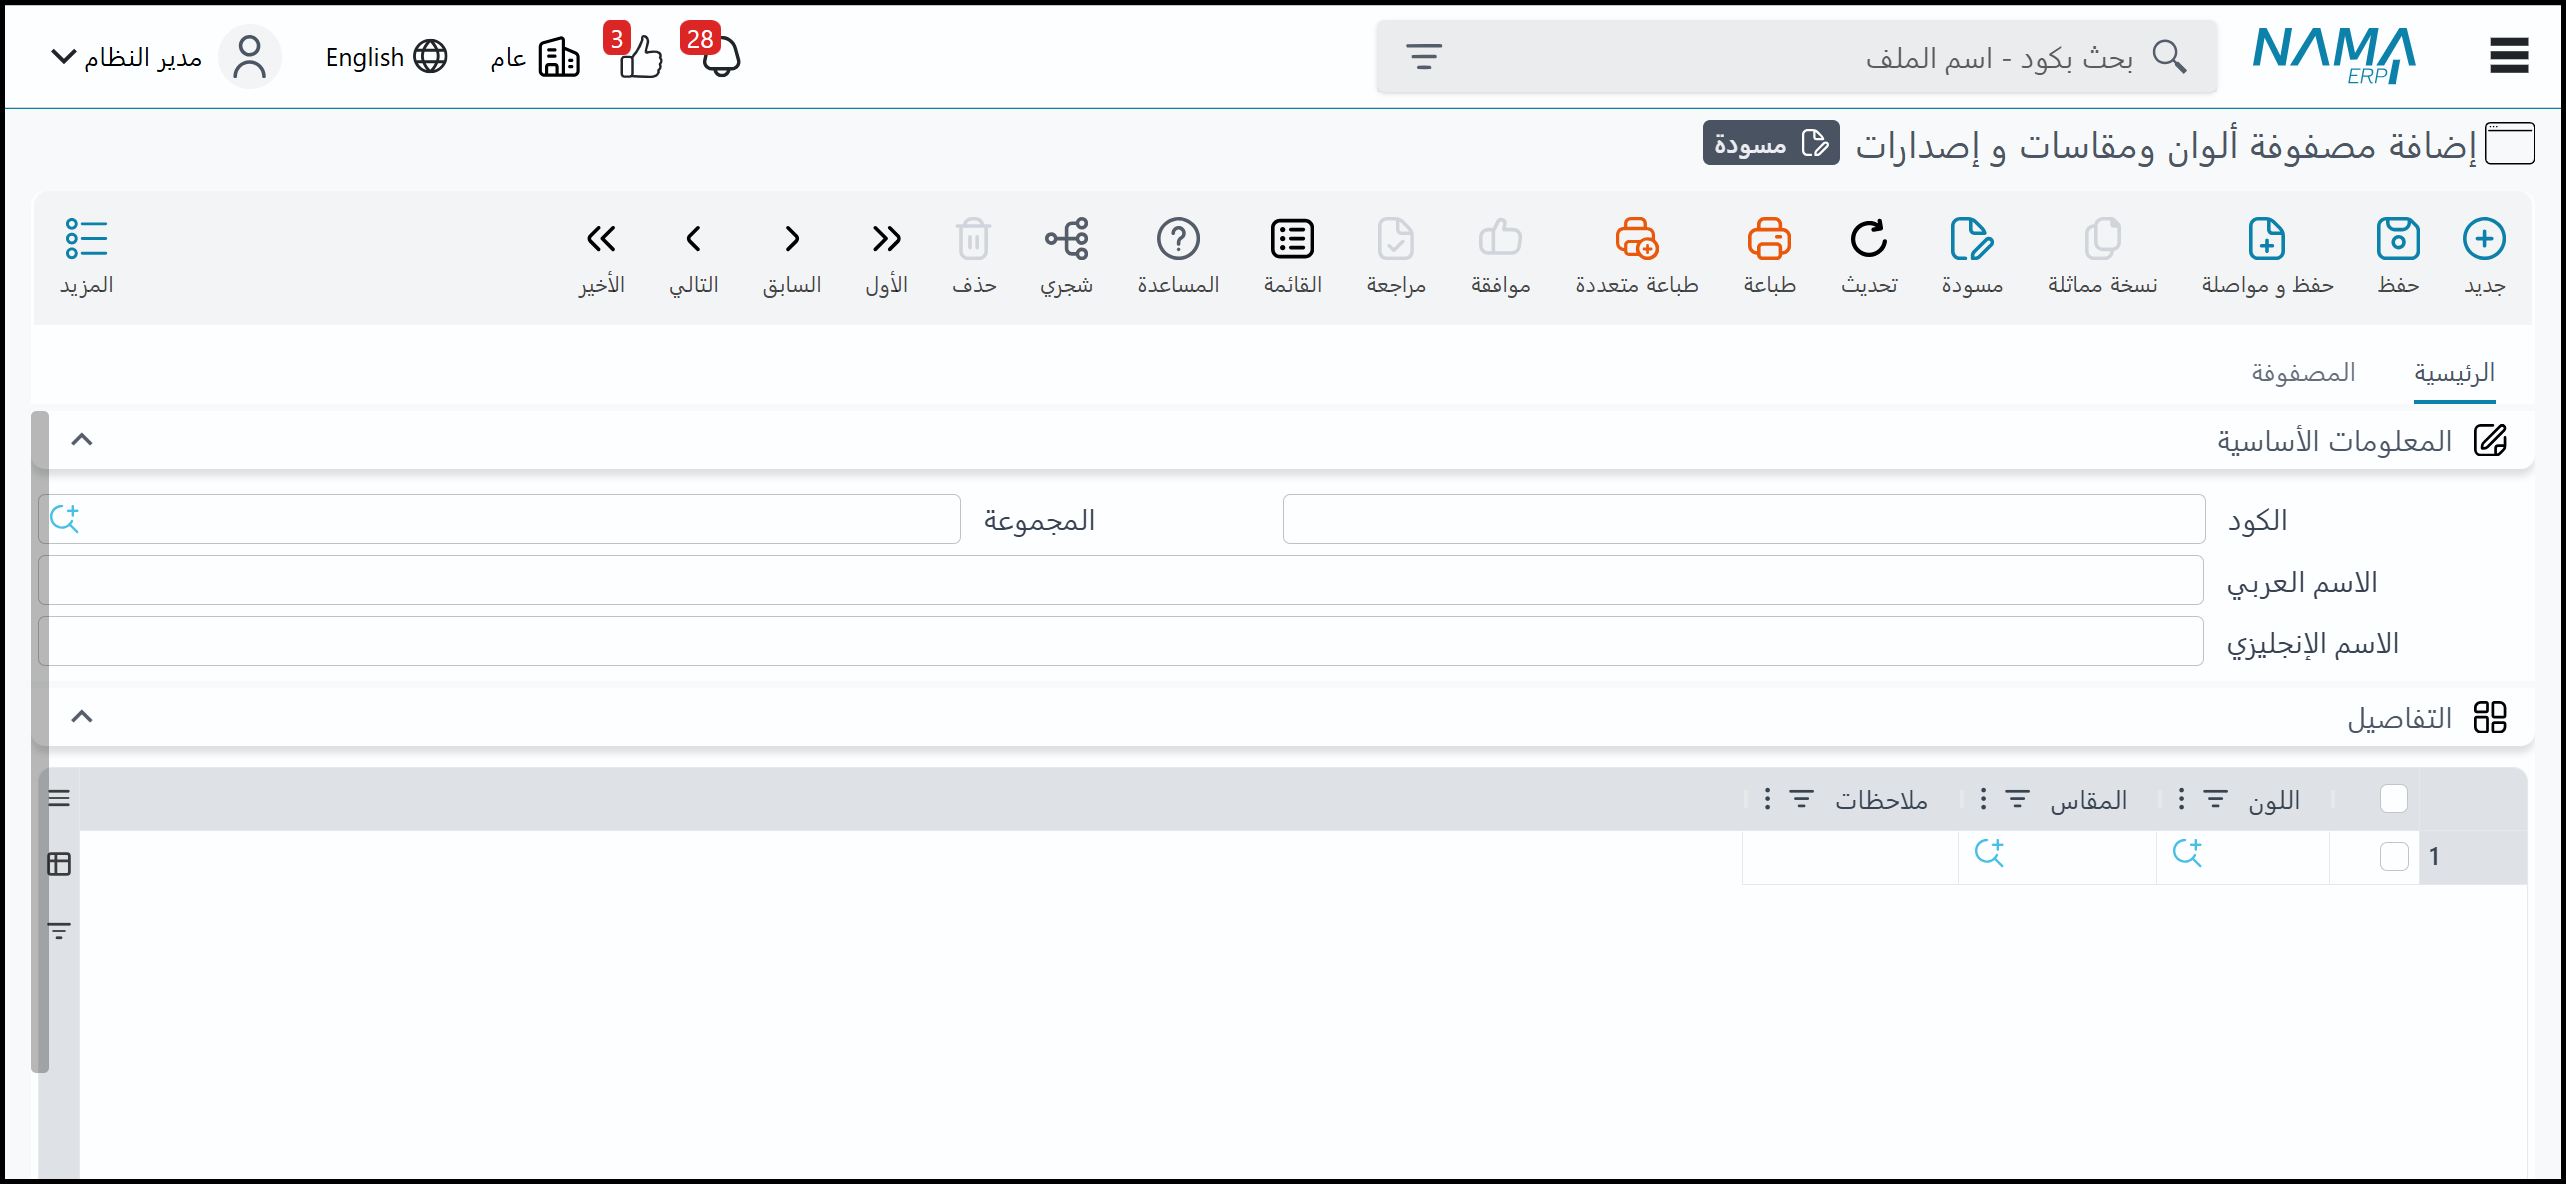 NAMA ERP
بحث بكود - اسم الملف
28
3
عام
English
مدير النظام
إضافة مصفوفة ألوان ومقاسات و إصدارات
مسودة
جديد
حفظ
حفظ و مواصلة
نسخة مماثلة
مسودة
تحديث
طباعة
طباعة متعددة
موافقة
مراجعة
القائمة
المساعدة
شجري
حذف
الأول
السابق
التالي
الأخير
المزيد
الرئيسية
المصفوفة
المعلومات الأساسية
الكود
المجموعة
الاسم العربي
الاسم الإنجليزي
التفاصيل
اللون
المقاس
ملاحظات
1